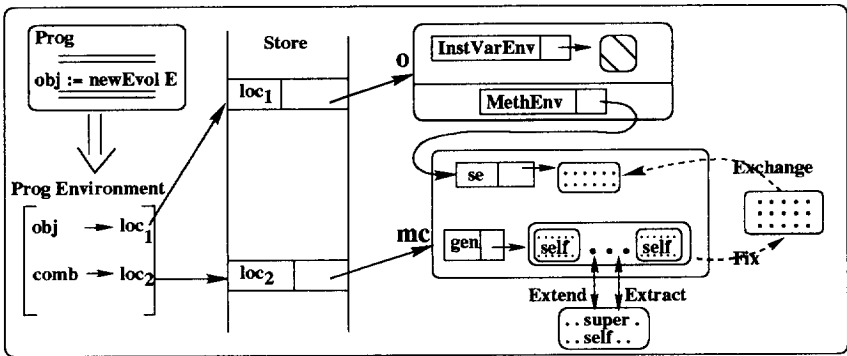 Prog
obj := newEvol E
Prog Environment
obj → loc1
comb → loc2
Store
loc1
loc2
o
InstVarEnv
MethEnv
mc
se
gen
self • • • self
Exchange
Fix
Extend
Extract
. . super .
. . self . .